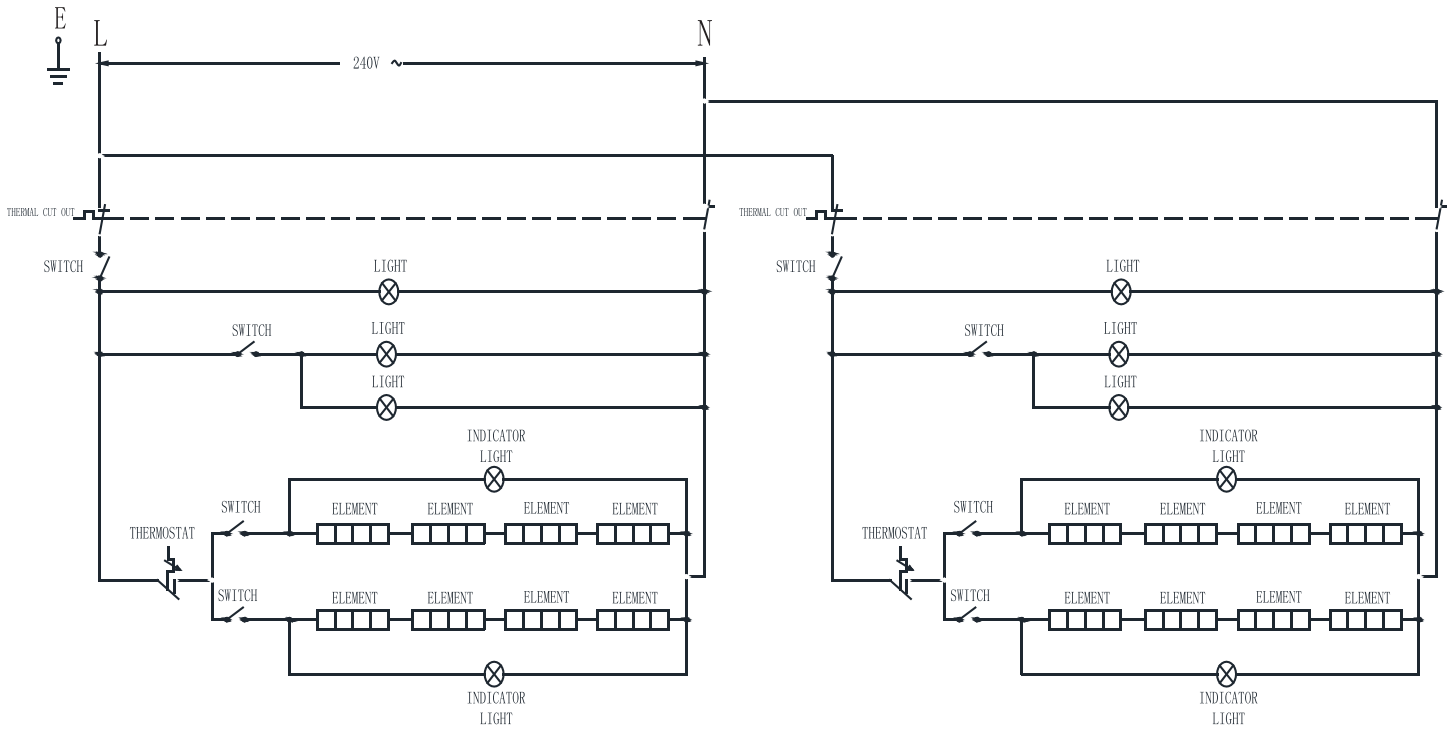 E
L
N
240V ~
THERMAL CUT OUT
THERMAL CUT OUT
SWITCH
LIGHT
SWITCH
LIGHT
SWITCH
LIGHT
SWITCH
LIGHT
LIGHT
LIGHT
INDICATOR
LIGHT
INDICATOR
LIGHT
SWITCH
ELEMENT
ELEMENT
ELEMENT
ELEMENT
SWITCH
ELEMENT
ELEMENT
ELEMENT
ELEMENT
THERMOSTAT
THERMOSTAT
SWITCH
ELEMENT
ELEMENT
ELEMENT
ELEMENT
SWITCH
ELEMENT
ELEMENT
ELEMENT
ELEMENT
INDICATOR
LIGHT
INDICATOR
LIGHT